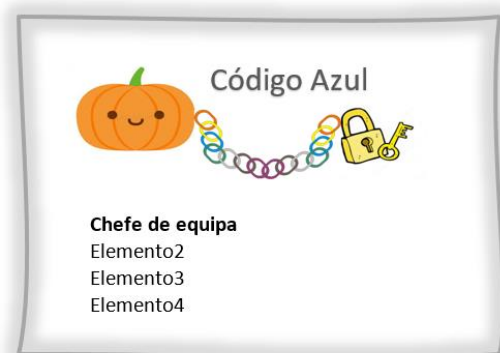 Código Azul
Chefe de equipa
Elemento2
Elemento3
Elemento4